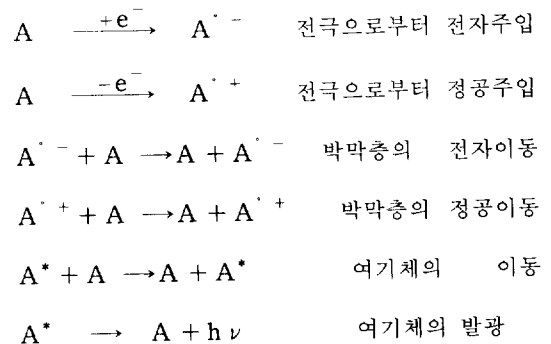 A +e⁻ ⟶ A˙⁻ 전극으로부터 전자주입
A −e⁻ ⟶ A˙⁺ 전극으로부터 정공주입
A˙⁻ + A ⟶ A + A˙⁻ 박막층의 전자이동
A˙⁺ + A ⟶ A + A˙⁺ 박막층의 정공이동
A* + A ⟶ A + A* 여기체의 이동
A* ⟶ A + h ν 여기체의 발광